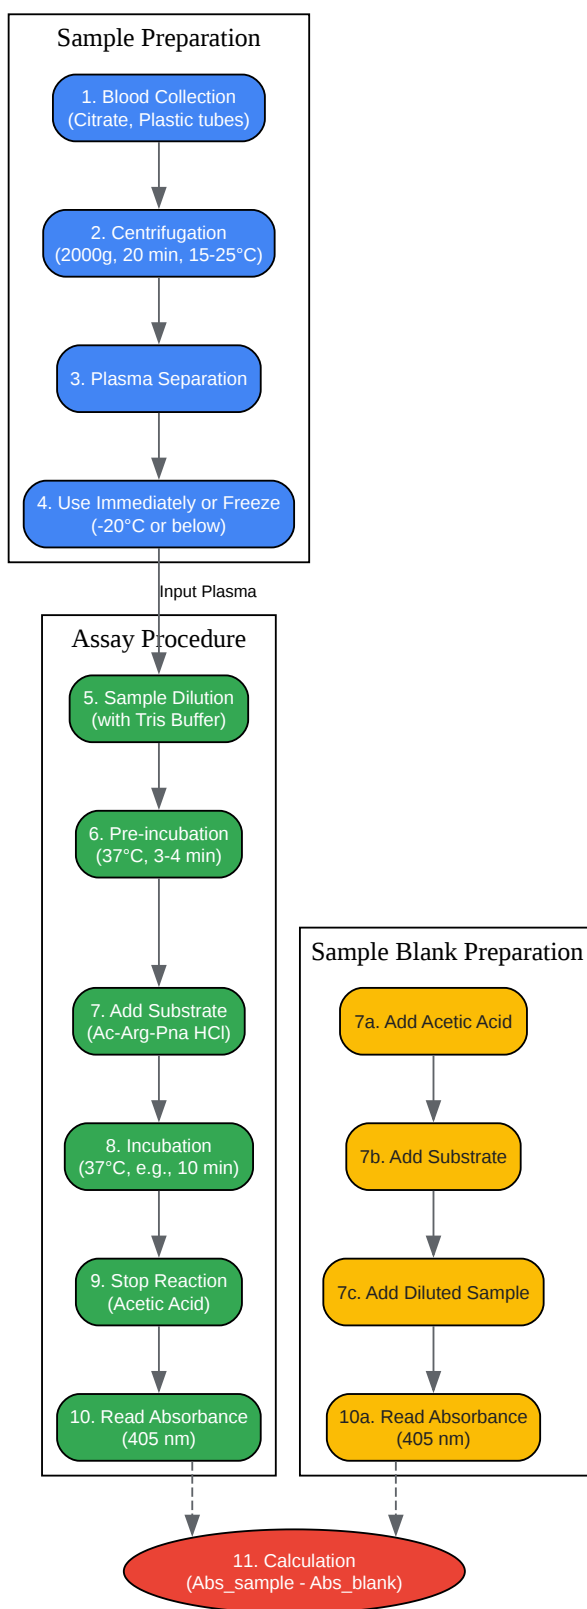 Sample Preparation
1. Blood Collection
(Citrate, Plastic tubes)
2. Centrifugation
(2000g, 20 min, 15-25°C)
3. Plasma Separation
4. Use Immediately or Freeze
(-20°C or below)
Input Plasma
Assay Procedure
5. Sample Dilution
(with Tris Buffer)
6. Pre-incubation
(37°C, 3-4 min)
7. Add Substrate
(Ac-Arg-Pna HCl)
8. Incubation
(37°C, e.g., 10 min)
9. Stop Reaction
(Acetic Acid)
10. Read Absorbance
(405 nm)
Sample Blank Preparation
7a. Add Acetic Acid
7b. Add Substrate
7c. Add Diluted Sample
10a. Read Absorbance
(405 nm)
11. Calculation
(Abs_sample - Abs_blank)